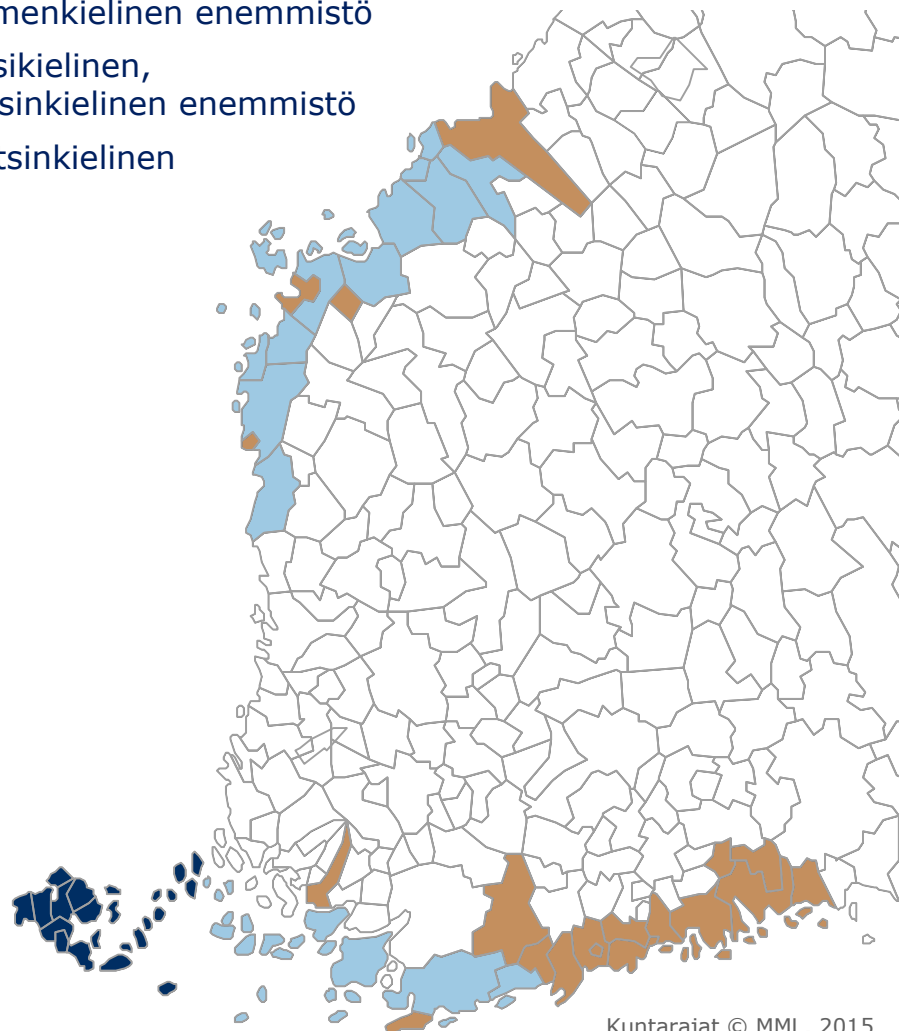 menkielinen enemmistö
sikielinen,
sinkielinen enemmistö
tsinkielinen
Kuntarajat © MML, 2015